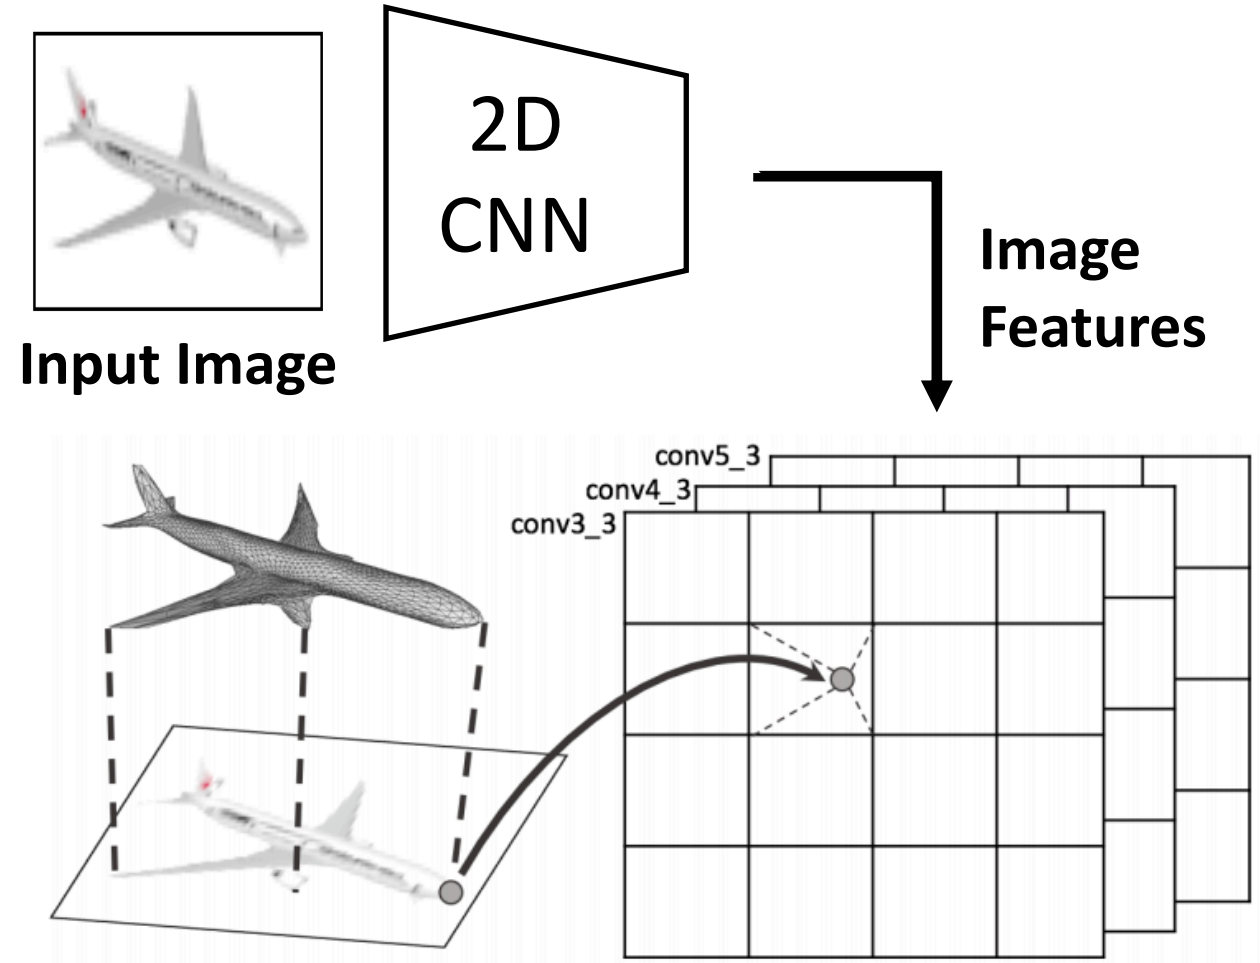 2D
CNN
Input Image
Image
Features
conv5_3
conv4_3
conv3_3